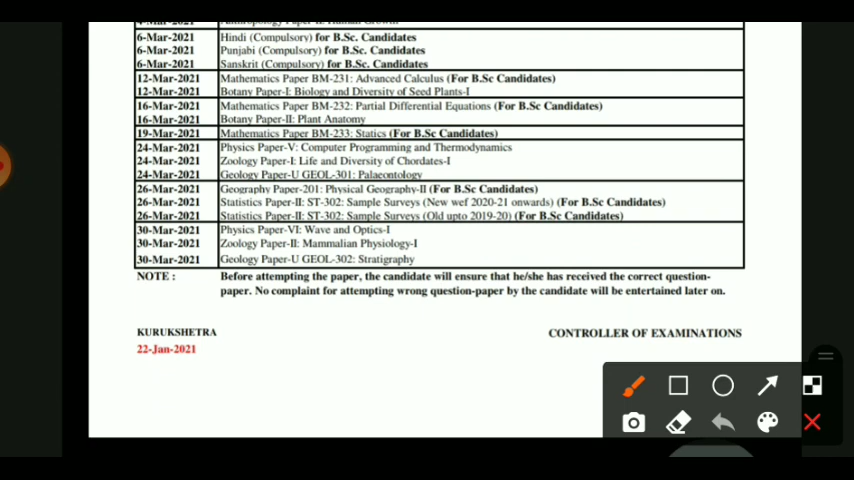 4-Mar-2021 Anthropology Paper-II: Human Growth
6-Mar-2021 Hindi (Compulsory) for B.Sc. Candidates
6-Mar-2021 Punjabi (Compulsory) for B.Sc. Candidates
6-Mar-2021 Sanskrit (Compulsory) for B.Sc. Candidates
12-Mar-2021 Mathematics Paper BM-231: Advanced Calculus (For B.Sc Candidates)
12-Mar-2021 Botany Paper-I: Biology and Diversity of Seed Plants-I
16-Mar-2021 Mathematics Paper BM-232: Partial Differential Equations (For B.Sc Candidates)
16-Mar-2021 Botany Paper-II: Plant Anatomy
19-Mar-2021 Mathematics Paper BM-233: Statics (For B.Sc Candidates)
24-Mar-2021 Physics Paper-V: Computer Programming and Thermodynamics
24-Mar-2021 Zoology Paper-I: Life and Diversity of Chordates-I
24-Mar-2021 Geology Paper-U GEOL-301: Palaeontology
26-Mar-2021 Geography Paper-201: Physical Geography-II (For B.Sc Candidates)
26-Mar-2021 Statistics Paper-II: ST-302: Sample Surveys (New wef 2020-21 onwards) (For B.Sc Candidates)
26-Mar-2021 Statistics Paper-II: ST-302: Sample Surveys (Old upto 2019-20) (For B.Sc Candidates)
30-Mar-2021 Physics Paper-VI: Wave and Optics-I
30-Mar-2021 Zoology Paper-II: Mammalian Physiology-I
30-Mar-2021 Geology Paper-U GEOL-302: Stratigraphy
NOTE : Before attempting the paper, the candidate will ensure that he/she has received the correct question-
paper. No complaint for attempting wrong question-paper by the candidate will be entertained later on.
KURUKSHETRA CONTROLLER OF EXAMINATIONS
22-Jan-2021